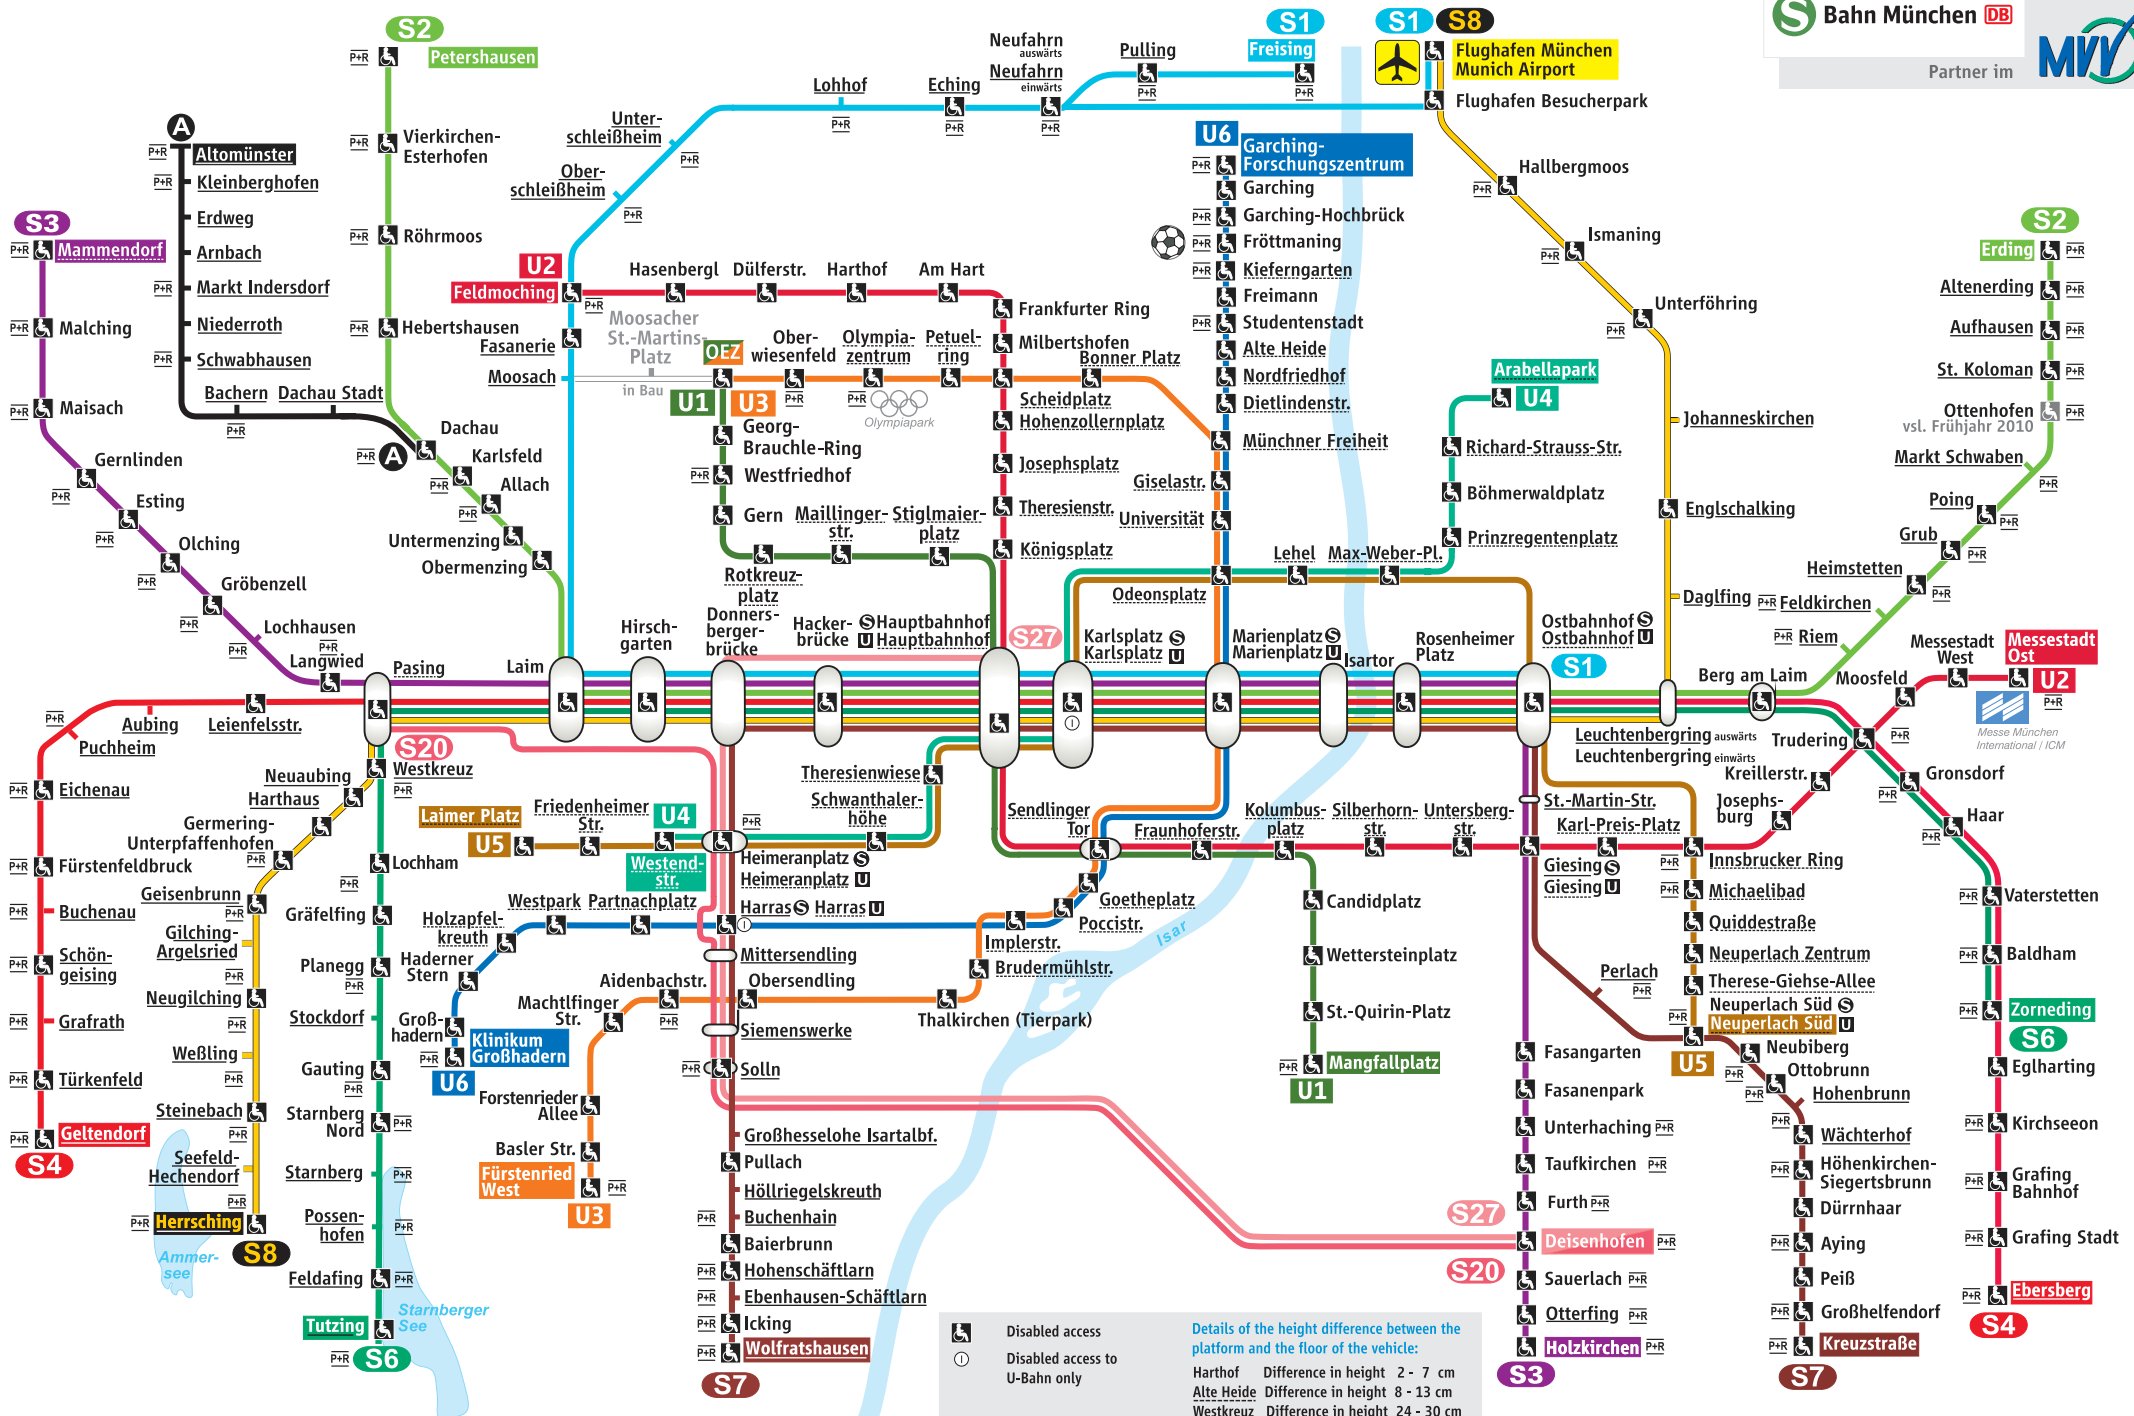 S2
Petershausen
P+R
Vierkirchen-
Esterhofen
P+R
Röhrmoos
P+R
Hebertshausen
P+R
A
P+R
Altomünster
P+R
Kleinberghofen
Erdweg
Arnbach
P+R
Markt Indersdorf
Niederroth
P+R
Schwabhausen
Bachern
P+R
Dachau Stadt
P+R
A
Dachau
Karlsfeld
P+R
Allach
P+R
Untermenzing
Obermenzing
S3
P+R
Mammendorf
P+R
Malching
P+R
Maisach
Gernlinden
P+R
Esting
P+R
Olching
P+R
Gröbenzell
P+R
Lochhausen
P+R
P+R
Langwied
Pasing
S1
Freising
P+R
Pulling
P+R
Neufahrn
auswärts
Neufahrn
einwärts
P+R
Eching
P+R
Lohhof
P+R
Unter-
schleißheim
P+R
Ober-
schleißheim
P+R
U2
Feldmoching
P+R
Fasanerie
Moosach
Moosacher
St.-Martins-
Platz
in Bau
Hasenbergl
Dülferstr.
Harthof
Am Hart
Frankfurter Ring
Milbertshofen
Bonner Platz
Scheidplatz
Hohenzollernplatz
Josephsplatz
Theresienstr.
Königsplatz
OEZ
U1
U3
Ober-
wiesenfeld
P+R
Olympia-
zentrum
P+R
Olympiapark
Petuel-
ring
Georg-
Brauchle-Ring
P+R
Westfriedhof
Gern
Rotkreuz-
platz
Maillinger-
str.
Stiglmaier-
platz
S1
S8
Flughafen München
Munich Airport
Flughafen Besucherpark
Hallbergmoos
P+R
Ismaning
P+R
Unterföhring
P+R
Johanneskirchen
Englschalking
Daglfing
U6
Garching-
Forschungszentrum
P+R
Garching
Garching-Hochbrück
P+R
Fröttmaning
P+R
Kieferngarten
P+R
Freimann
Studentenstadt
P+R
Alte Heide
Nordfriedhof
Dietlindenstr.
Münchner Freiheit
Giselastr.
Universität
Odeonsplatz
Lehel
Max-Weber-Pl.
Arabellapark
U4
Richard-Strauss-Str.
Böhmerwaldplatz
Prinzregentenplatz
S Bahn München DB
Partner im
MVV
S2
Erding
P+R
Altenerding
P+R
Aufhausen
P+R
St. Koloman
P+R
Ottenhofen
vsl. Frühjahr 2010
P+R
Markt Schwaben
P+R
Poing
P+R
Grub
P+R
Heimstetten
P+R
P+R
Feldkirchen
P+R
Riem
Berg am Laim
Moosfeld
Messestadt
West
Messestadt
Ost
U2
P+R
Messe München
International / ICM
Trudering
P+R
Laim
Hirsch-
garten
Donners-
berger-
brücke
Hacker-
brücke
S Hauptbahnhof
U Hauptbahnhof
S27
Karlsplatz S
Karlsplatz U
Marienplatz S
Marienplatz U
Isartor
Rosenheimer
Platz
Ostbahnhof S
Ostbahnhof U
S1
Leuchtenbergring auswärts
Leuchtenbergring einwärts
P+R
Puchheim
Aubing
Leienfelsstr.
S20
P+R
Eichenau
P+R
Fürstenfeldbruck
P+R
Buchenau
P+R
Schön-
geising
P+R
Grafrath
P+R
Türkenfeld
P+R
Geltendorf
S4
Westkreuz
P+R
Neuaubing
Harthaus
Germering-
Unterpfaffenhofen
P+R
Geisenbrunn
P+R
Gilching-
Argelsried
P+R
Neugilching
P+R
Weßling
P+R
Steinebach
P+R
Seefeld-
Hechendorf
P+R
P+R
Herrsching
S8
Ammer-
see
Lochham
P+R
Gräfelfing
Planegg
P+R
Stockdorf
Gauting
P+R
Starnberg
Nord
P+R
Starnberg
P+R
Possen-
hofen
P+R
Feldafing
P+R
Tutzing
P+R
S6
Starnberger
See
Laimer Platz
U5
Friedenheimer
Str.
U4
Westend-
str.
P+R
Heimeranplatz S
Heimeranplatz U
Schwanthaler-
höhe
Theresienwiese
Harras S Harras U
Mittersendling
Obersendling
Siemenswerke
P+R
Solln
Westpark
Partnachplatz
Holzapfel-
kreuth
Haderner
Stern
Groß-
hadern
P+R
Klinikum
Großhadern
U6
Aidenbachstr.
P+R
Machtlfinger
Str.
Forstenrieder
Allee
Basler Str.
Fürstenried
West
P+R
U3
Thalkirchen (Tierpark)
Brudermühlstr.
Implerstr.
Poccistr.
Goetheplatz
Sendlinger
Tor
Fraunhoferstr.
Kolumbus-
platz
Silberhorn-
str.
Untersberg-
str.
Isar
Candidplatz
Wettersteinplatz
St.-Quirin-Platz
P+R
Mangfallplatz
U1
Großhesselohe Isartalbf.
Pullach
Höllriegelskreuth
P+R
Buchenhain
Baierbrunn
P+R
Hohenschäftlarn
P+R
Ebenhausen-Schäftlarn
P+R
Icking
P+R
Wolfratshausen
S7
St.-Martin-Str.
Karl-Preis-Platz
Giesing S
Giesing U
Fasangarten
Fasanenpark
Unterhaching P+R
Taufkirchen P+R
Furth P+R
S27
Deisenhofen P+R
S20
Sauerlach P+R
Otterfing P+R
Holzkirchen P+R
S3
Kreillerstr.
Josephs-
burg
P+R
Innsbrucker Ring
P+R
Michaelibad
Quiddestraße
Neuperlach Zentrum
Therese-Giehse-Allee
Neuperlach Süd S
P+R
Neuperlach Süd U
U5
Perlach
P+R
Neubiberg
P+R
Ottobrunn
P+R
Hohenbrunn
P+R
Wächterhof
P+R
Höhenkirchen-
Siegertsbrunn
Dürrnhaar
P+R
Aying
Peiß
P+R
Großhelfendorf
P+R
Kreuzstraße
S7
Gronsdorf
P+R
Haar
P+R
P+R
Vaterstetten
P+R
Baldham
P+R
Zorneding
S6
Eglharting
P+R
Kirchseeon
P+R
Grafing
Bahnhof
P+R
Grafing Stadt
P+R
Ebersberg
S4
Disabled access
Disabled access to
U-Bahn only
Details of the height difference between the
platform and the floor of the vehicle:
Harthof Difference in height 2 - 7 cm
Alte Heide Difference in height 8 - 13 cm
Westkreuz Difference in height 24 - 30 cm